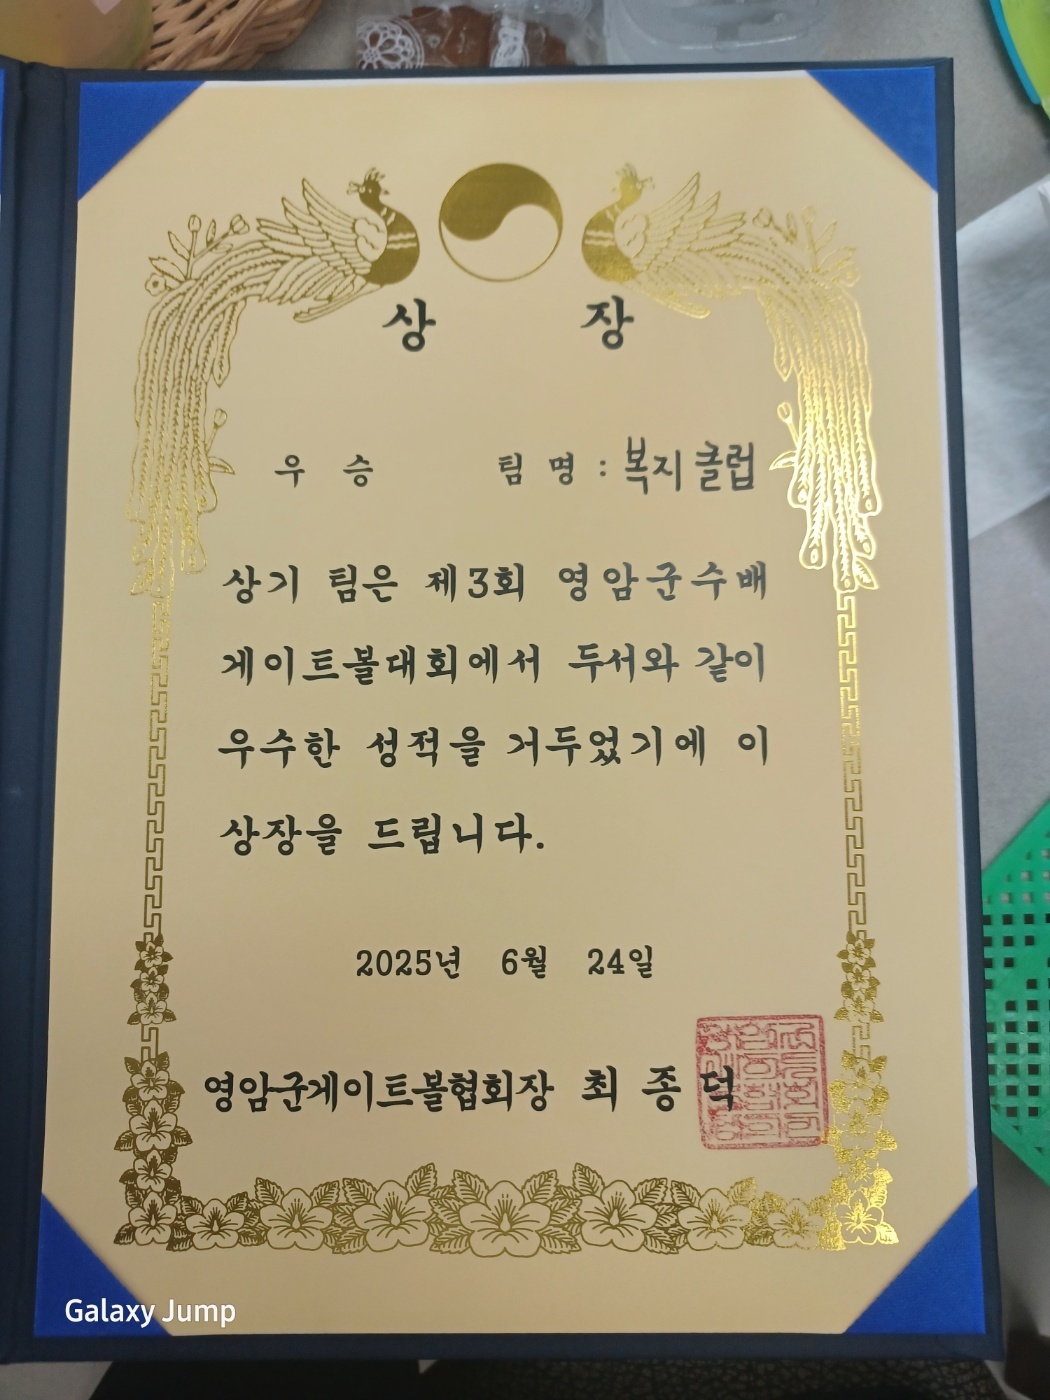 상 장
우 승 팀 명 : 복지클럽
상기 팀은 제3회 영암군수배
게이트볼대회에서 두서와 같이
우수한 성적을 거두었기에 이
상장을 드립니다.
2025년 6월 24일
영암군게이트볼협회장 최 종 덕
Galaxy Jump